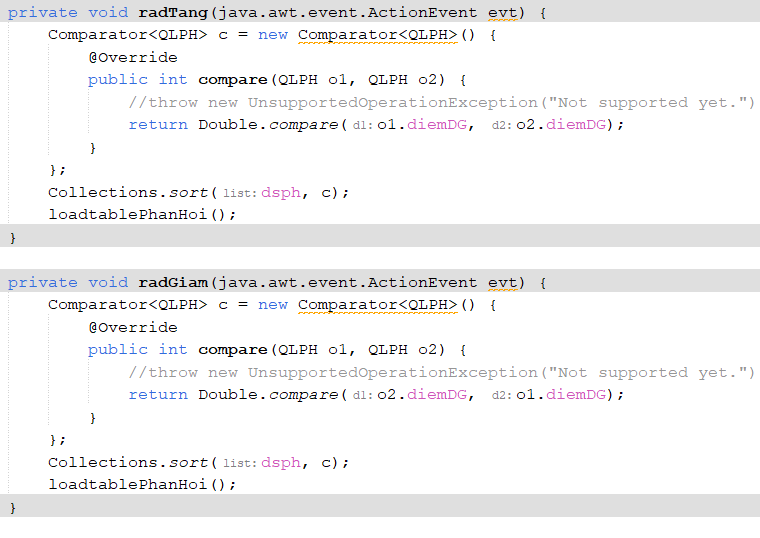 private void radTang(java.awt.event.ActionEvent evt) {
Comparator<QLPH> c = new Comparator<QLPH>() {
@Override
public int compare(QLPH o1, QLPH o2) {
//throw new UnsupportedOperationException("Not supported yet.")
return Double.compare(d1:o1.diemDG, d2:o2.diemDG);
}
};
Collections.sort(list:dsph, c);
loadtablePhanHoi();
}
private void radGiam(java.awt.event.ActionEvent evt) {
Comparator<QLPH> c = new Comparator<QLPH>() {
@Override
public int compare(QLPH o1, QLPH o2) {
//throw new UnsupportedOperationException("Not supported yet.")
return Double.compare(d1:o2.diemDG, d2:o1.diemDG);
}
};
Collections.sort(list:dsph, c);
loadtablePhanHoi();
}